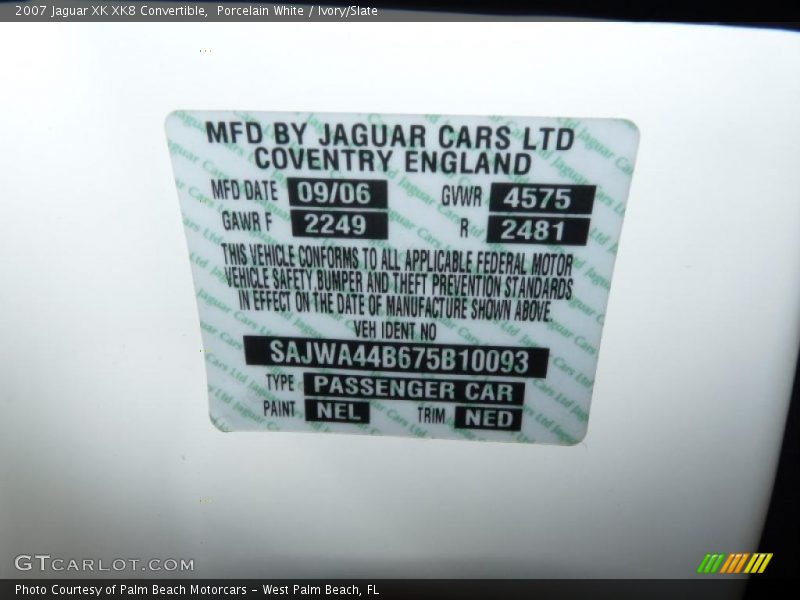 2007 Jaguar XK XK8 Convertible, Porcelain White / Ivory/Slate
MFD BY JAGUAR CARS LTD
COVENTRY ENGLAND
MFD DATE 09/06 GVWR 4575
GAWR F 2249 R 2481
THIS VEHICLE CONFORMS TO ALL APPLICABLE FEDERAL MOTOR
VEHICLE SAFETY, BUMPER AND THEFT PREVENTION STANDARDS
IN EFFECT ON THE DATE OF MANUFACTURE SHOWN ABOVE.
VEH IDENT NO
SAJWA44B675B10093
TYPE PASSENGER CAR
PAINT NEL TRIM NED
GTCARLOT.COM
Photo Courtesy of Palm Beach Motorcars – West Palm Beach, FL